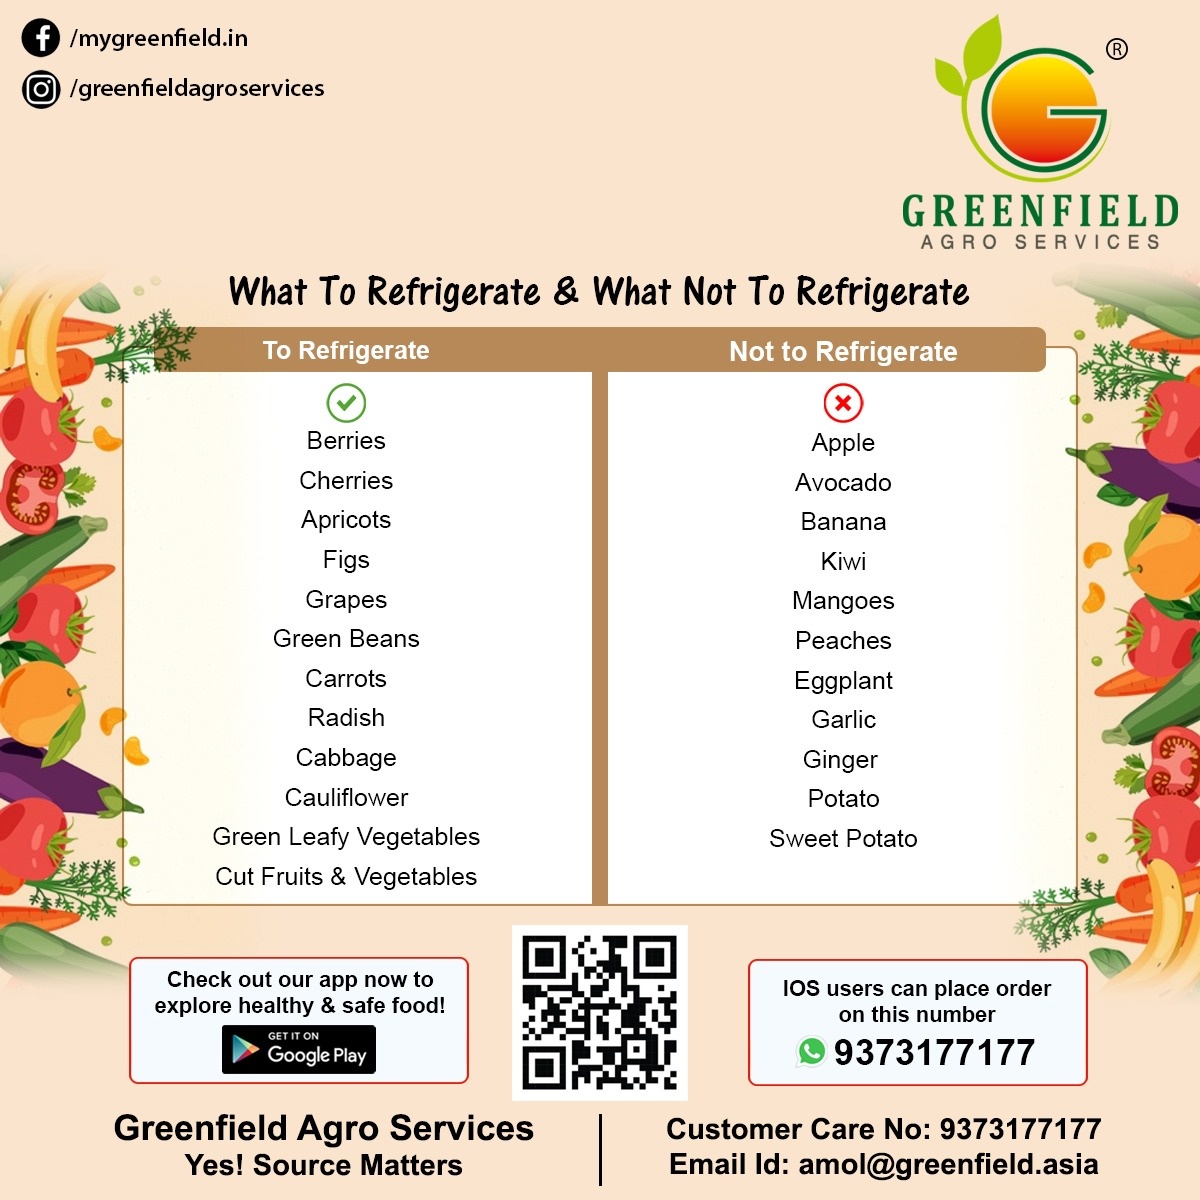 /mygreenfield.in
/greenfieldagroservices
®
GREENFIELD
AGRO SERVICES
What To Refrigerate & What Not To Refrigerate
To Refrigerate
Berries
Cherries
Apricots
Figs
Grapes
Green Beans
Carrots
Radish
Cabbage
Cauliflower
Green Leafy Vegetables
Cut Fruits & Vegetables
Not to Refrigerate
Apple
Avocado
Banana
Kiwi
Mangoes
Peaches
Eggplant
Garlic
Ginger
Potato
Sweet Potato
Check out our app now to
explore healthy & safe food!
GET IT ON
Google Play
IOS users can place order
on this number
9373177177
Greenfield Agro Services
Yes! Source Matters
Customer Care No: 9373177177
Email Id: amol@greenfield.asia